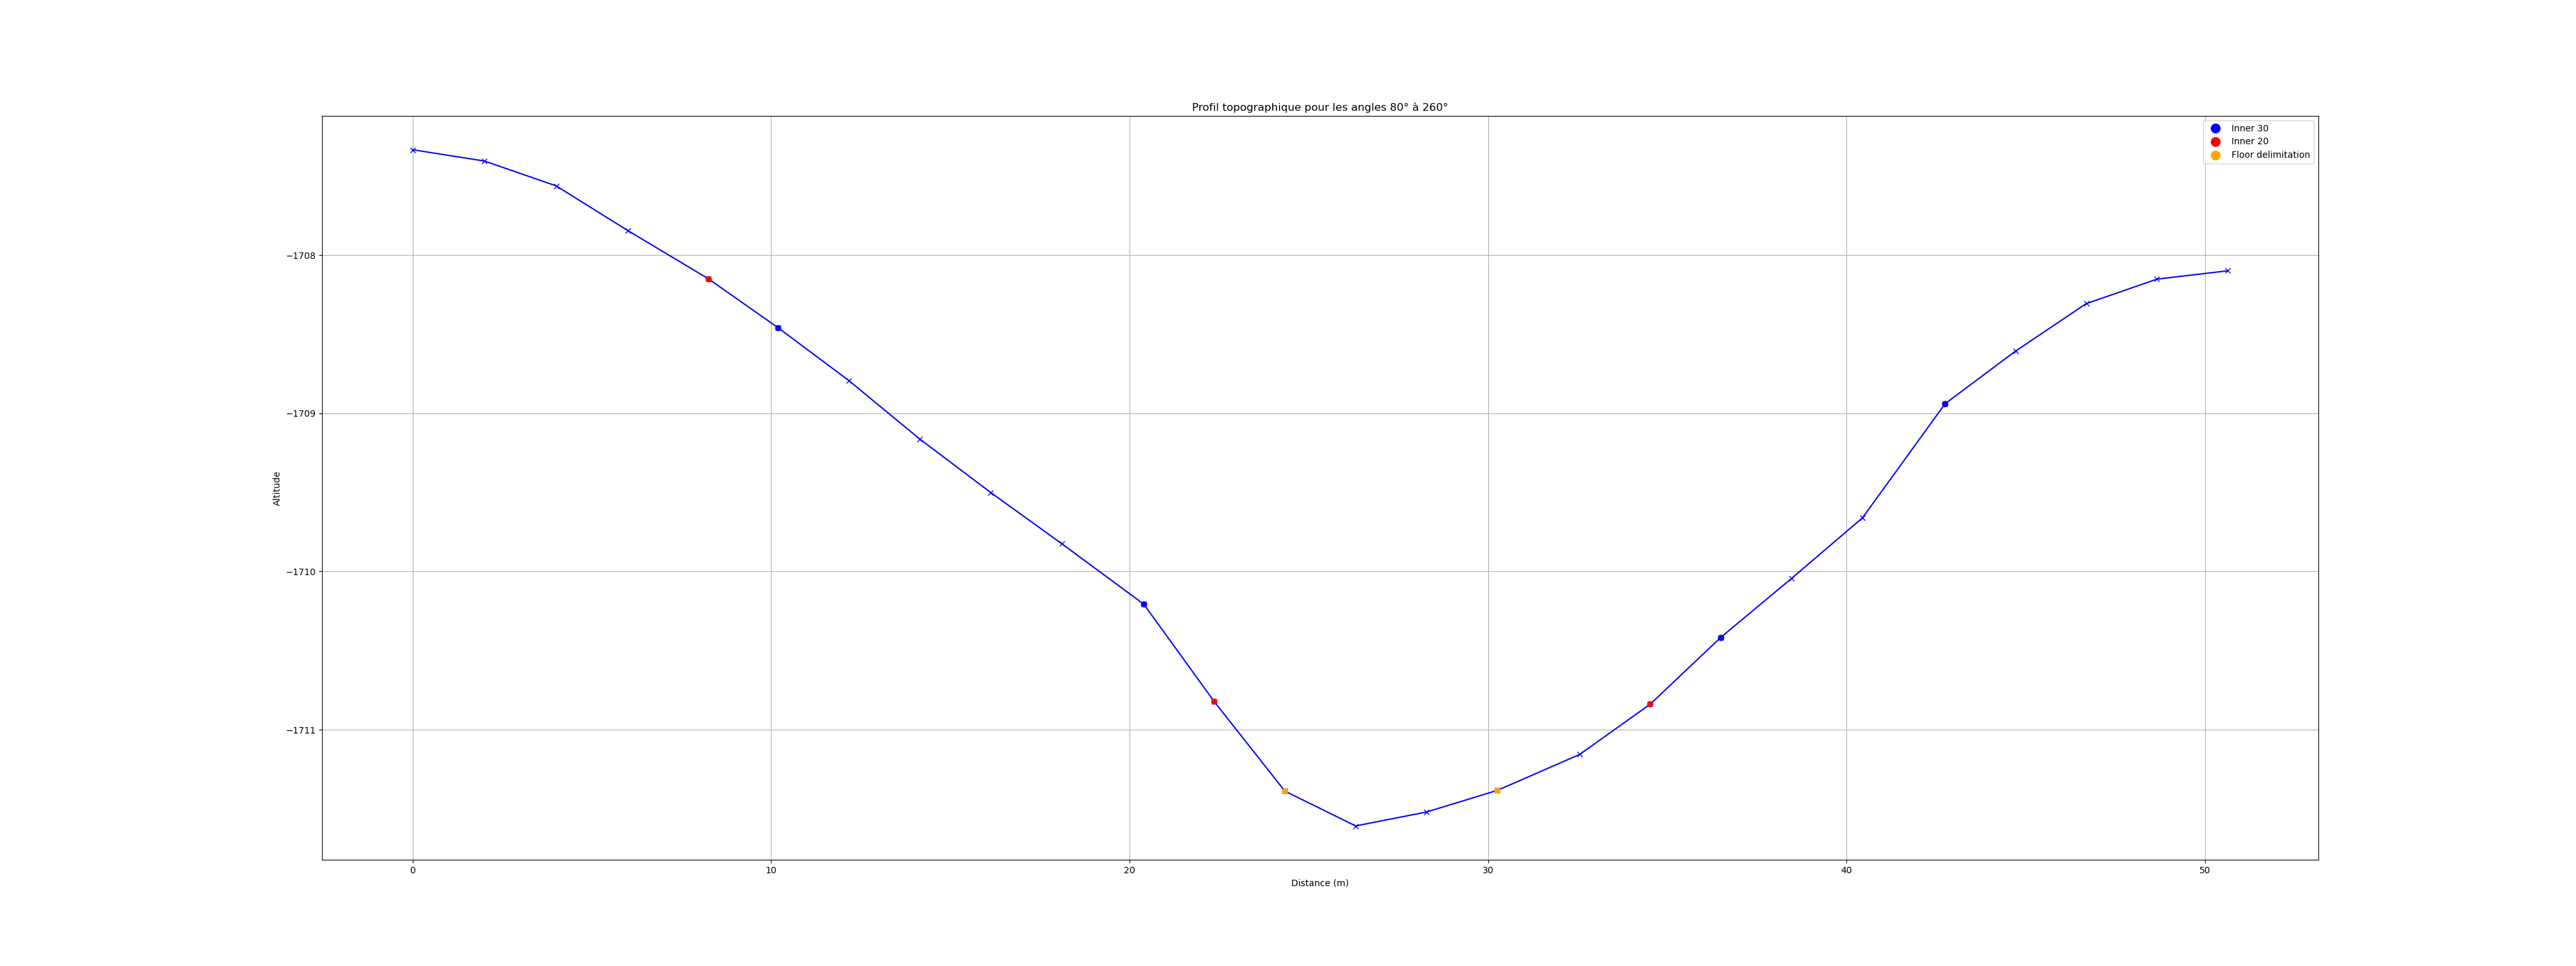 Profil topographique pour les angles 80° à 260°
Inner 30
Inner 20
Floor delimitation
−1708
−1709
−1710
−1711
Altitude
0
10
20
30
40
50
Distance (m)